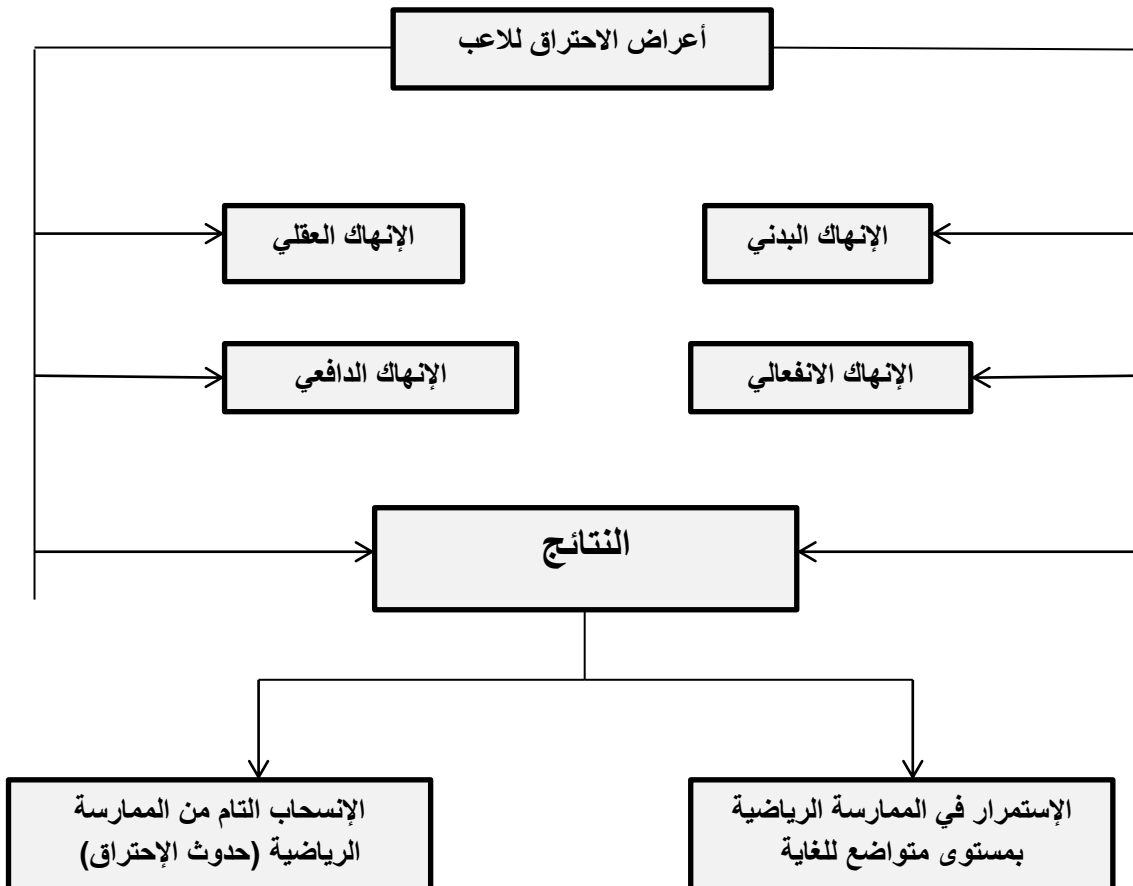 أعراض الاحتراق للاعب
الإنهاك البدني
الإنهاك العقلي
الإنهاك الانفعالي
الإنهاك الدافعي
النتائج
الإستمرار في الممارسة الرياضية
بمستوى متواضع للغاية
الإنسحاب التام من الممارسة
الرياضية (حدوث الإحتراق)